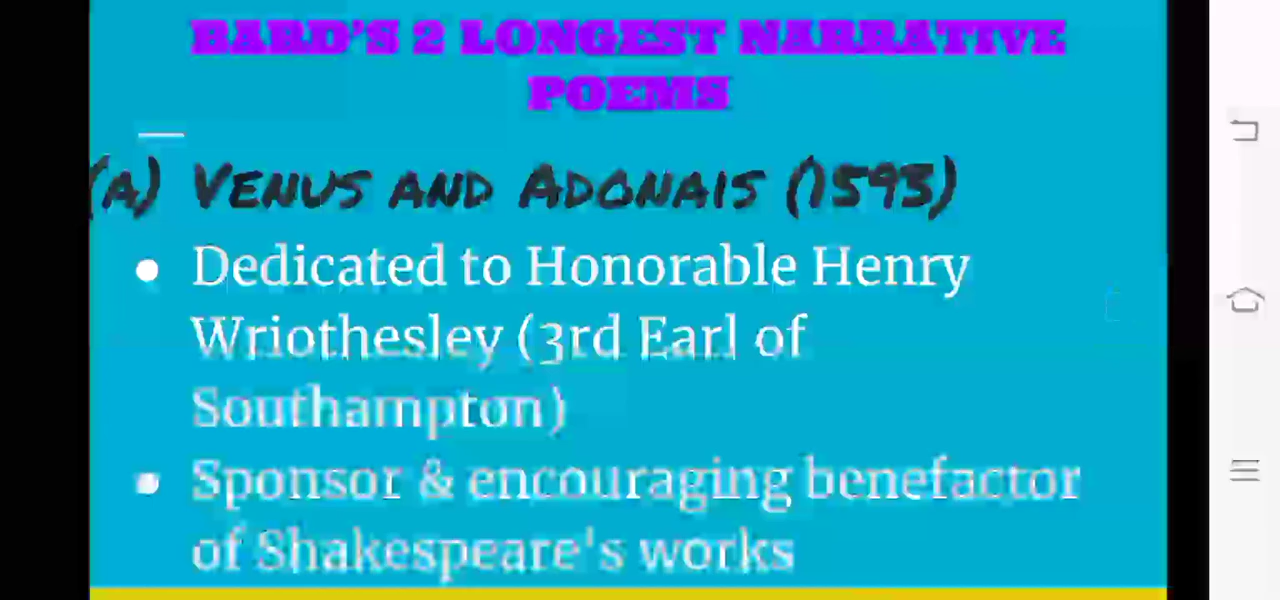 BARD'S 2 LONGEST NARRATIVE
POEMS
(A) VENUS AND ADONAIS (1593)
● Dedicated to Honorable Henry
Wriothesley (3rd Earl of
Southampton)
● Sponsor & encouraging benefactor
of Shakespeare's works